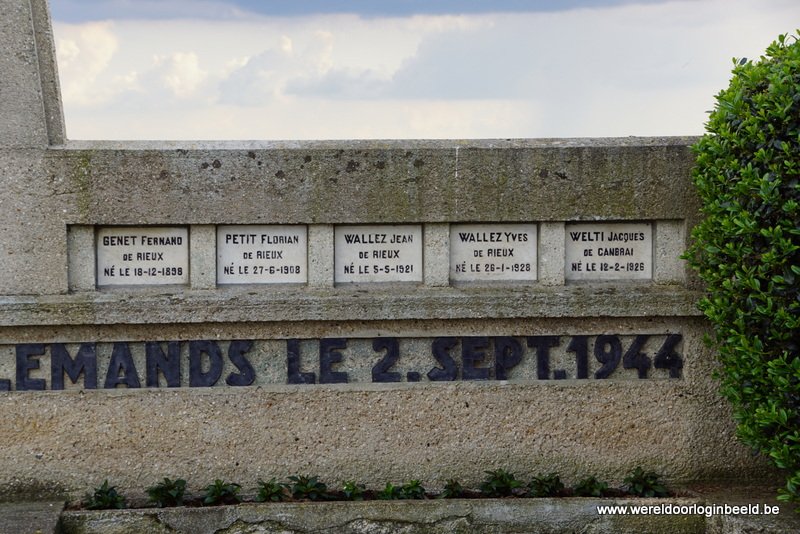 GENET FERNAND
DE RIEUX
NÉ LE 18-12-1898
PETIT FLORIAN
DE RIEUX
NÉ LE 27-6-1908
WALLEZ JEAN
DE RIEUX
NÉ LE 5-5-1921
WALLEZ YVES
DE RIEUX
NÉ LE 26-1-1928
WELTI JACQUES
DE CAMBRAI
NÉ LE 12-2-1926
LEMANDS LE 2.SEPT.1944
www.wereldoorloginbeeld.be